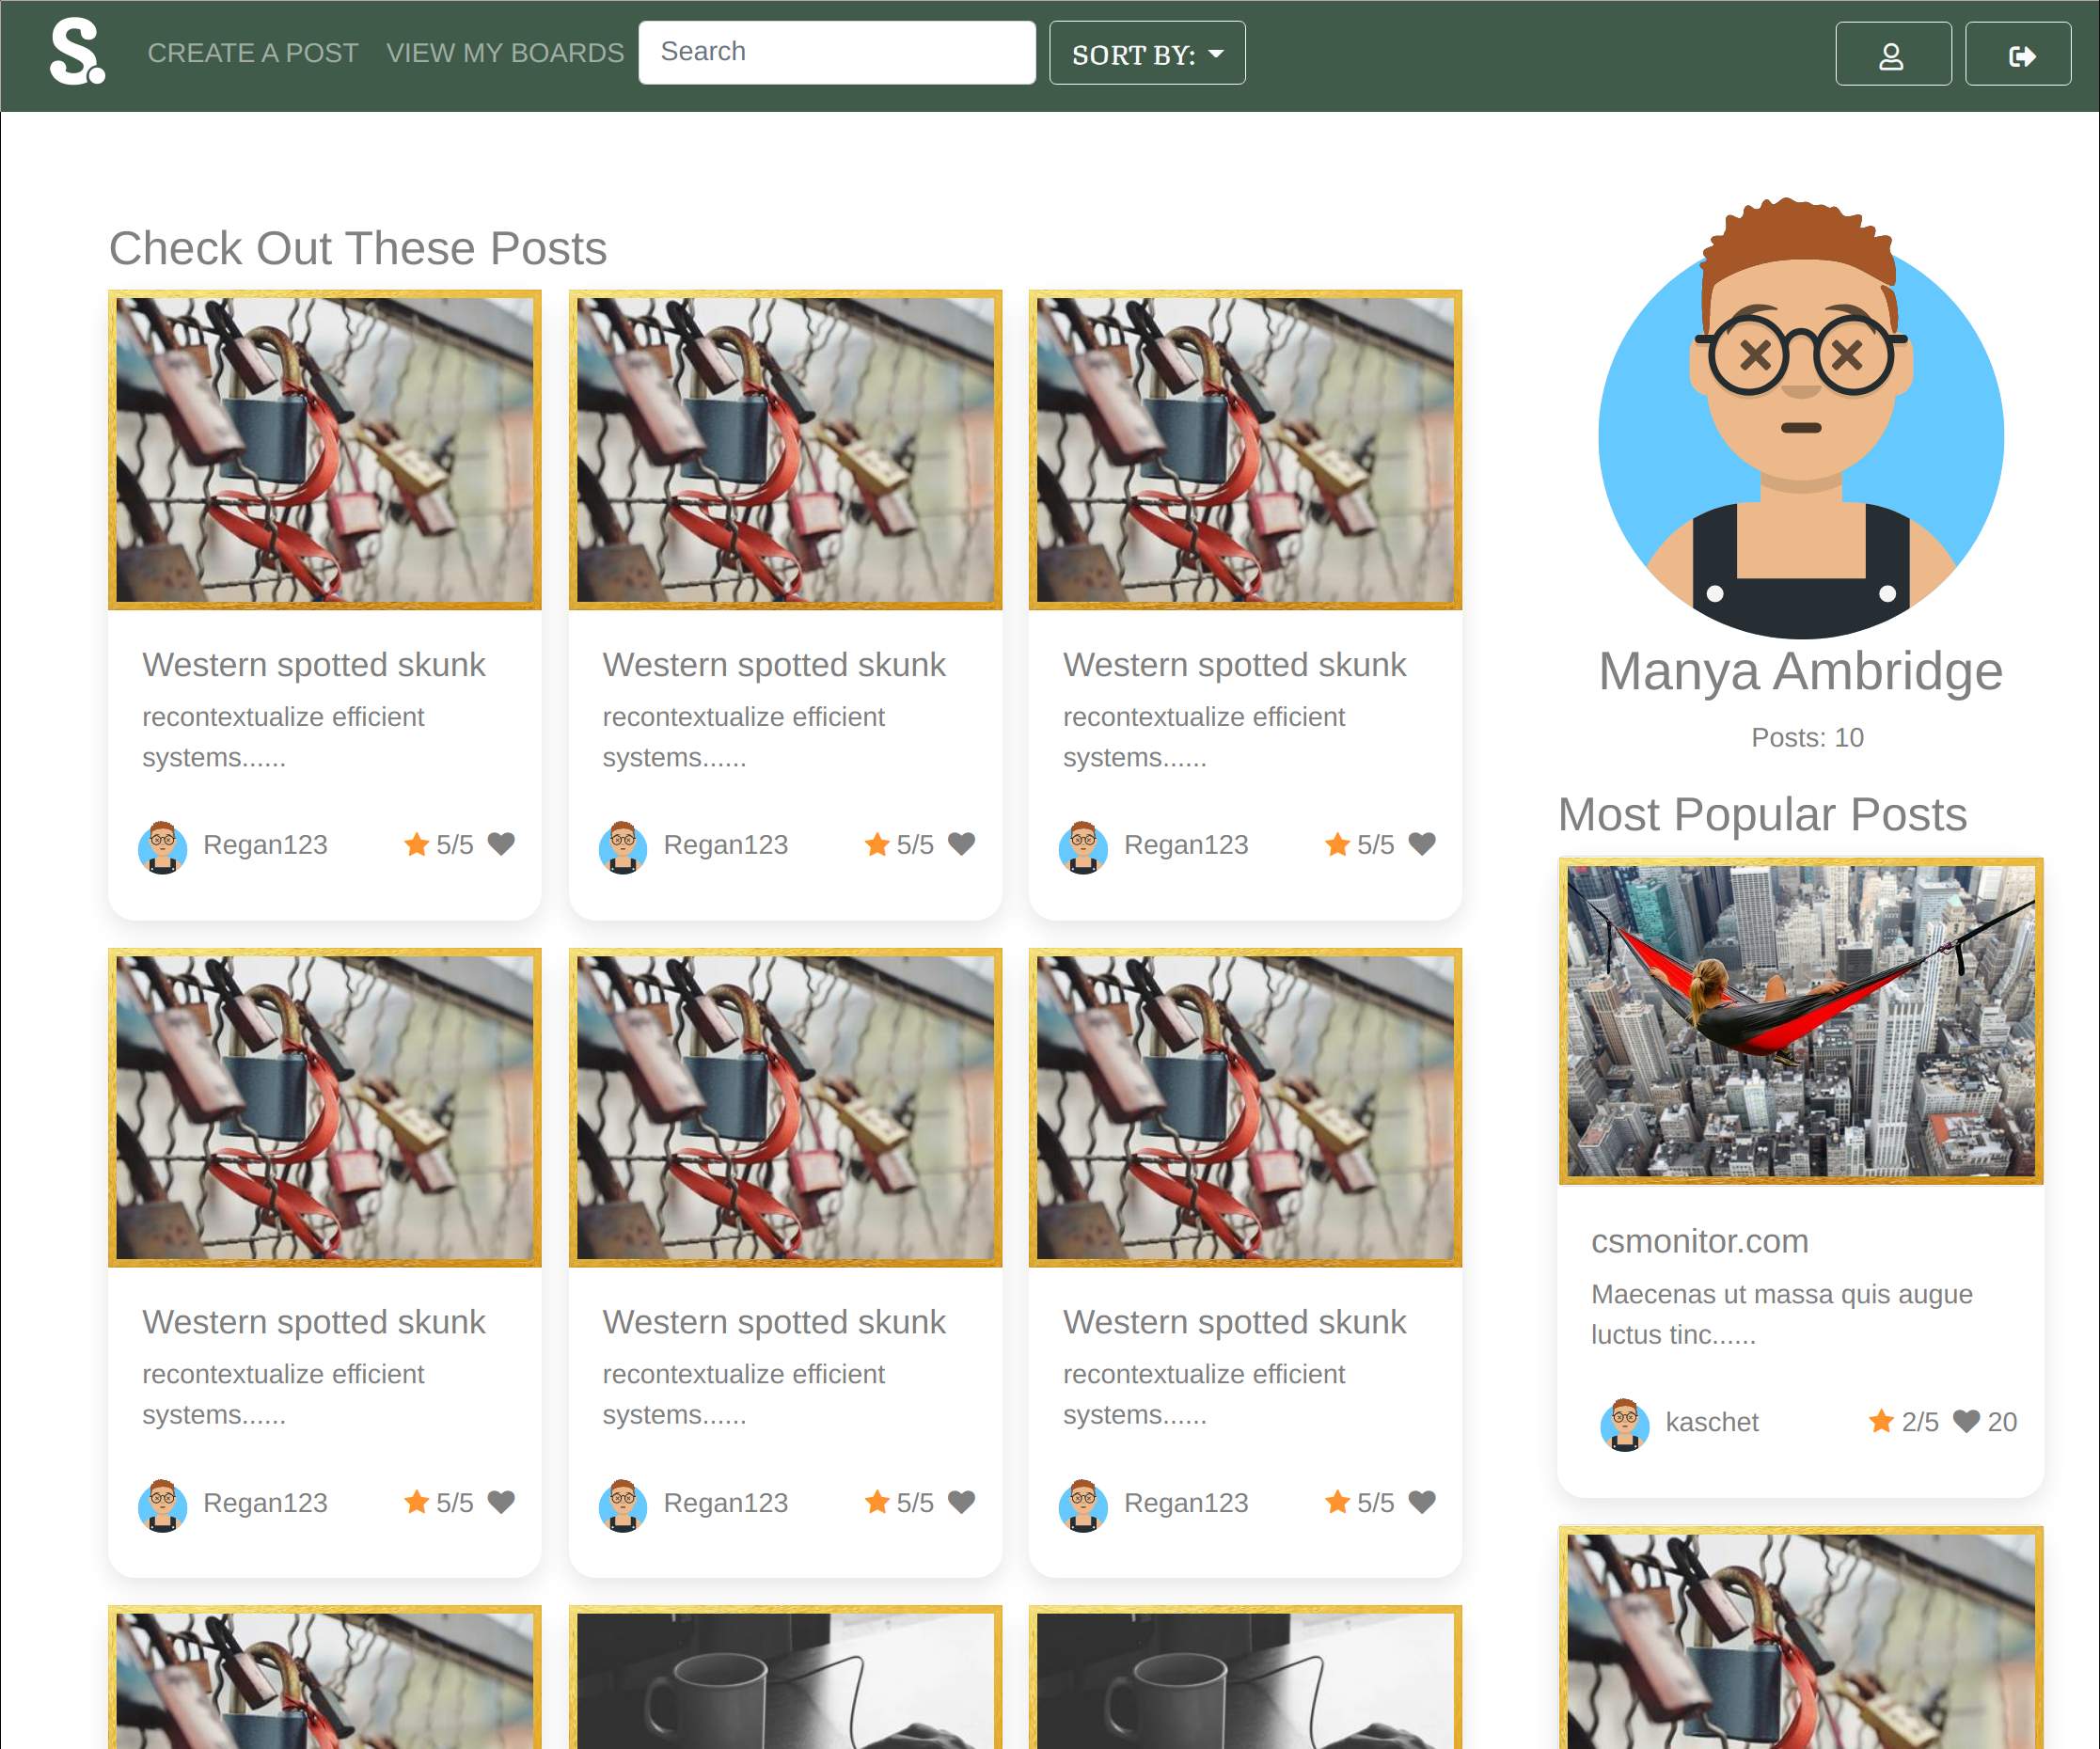 S.
CREATE A POST VIEW MY BOARDS Search SORT BY:
Check Out These Posts
Western spotted skunk
recontextualize efficient
systems......
Regan123 5/5
Western spotted skunk
recontextualize efficient
systems......
Regan123 5/5
Western spotted skunk
recontextualize efficient
systems......
Regan123 5/5
Western spotted skunk
recontextualize efficient
systems......
Regan123 5/5
Western spotted skunk
recontextualize efficient
systems......
Regan123 5/5
Western spotted skunk
recontextualize efficient
systems......
Regan123 5/5
Manya Ambridge
Posts: 10
Most Popular Posts
csmonitor.com
Maecenas ut massa quis augue
luctus tinc......
kaschet 2/5 20